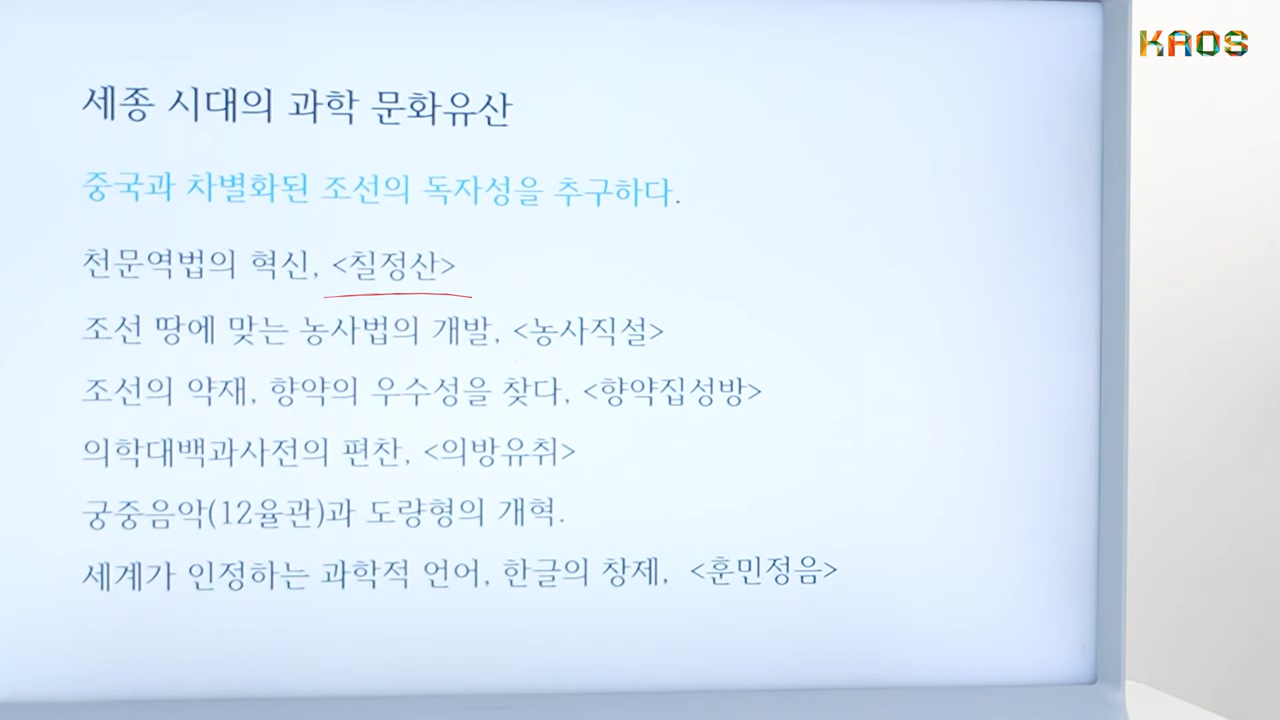 KAOS
세종 시대의 과학 문화유산
중국과 차별화된 조선의 독자성을 추구하다.
천문역법의 혁신, <칠정산>
조선 땅에 맞는 농사법의 개발, <농사직설>
조선의 약재, 향약의 우수성을 찾다, <향약집성방>
의학대백과사전의 편찬, <의방유취>
궁중음악(12율관)과 도량형의 개혁.
세계가 인정하는 과학적 언어, 한글의 창제, <훈민정음>